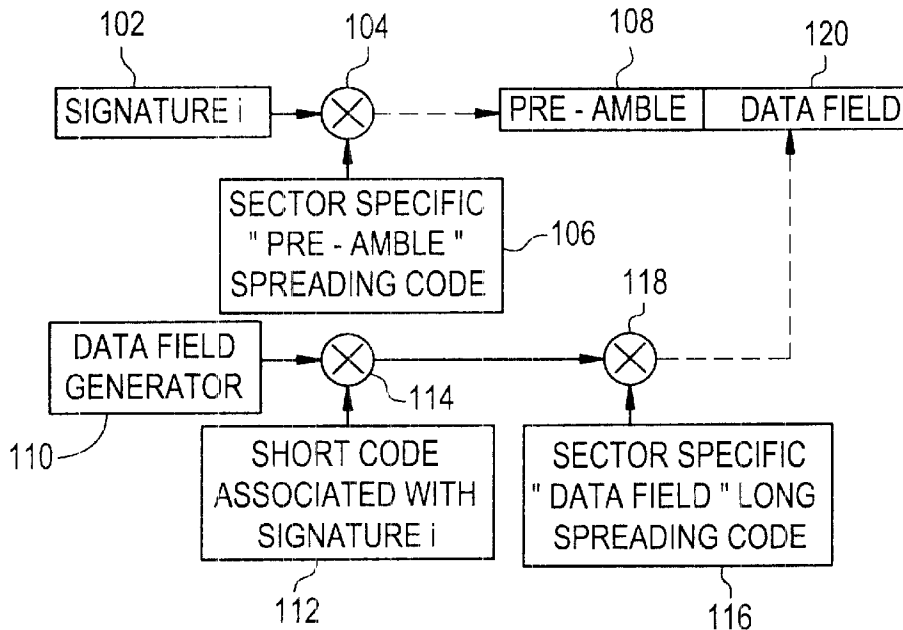 102
104
108
120
SIGNATURE i
PRE - AMBLE
DATA FIELD
SECTOR SPECIFIC
" PRE - AMBLE "
SPREADING CODE
106
118
DATA FIELD
GENERATOR
114
110
SHORT CODE
ASSOCIATED WITH
SIGNATURE i
SECTOR SPECIFIC
" DATA FIELD " LONG
SPREADING CODE
112
116